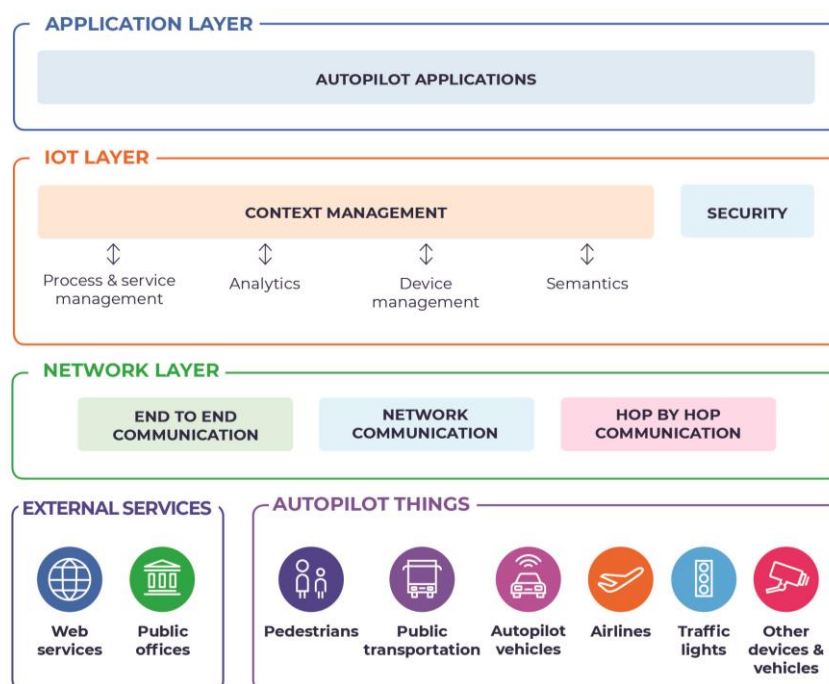 APPLICATION LAYER
AUTOPILOT APPLICATIONS
IOT LAYER
CONTEXT MANAGEMENT
SECURITY
Process & service
management
Analytics
Device
management
Semantics
NETWORK LAYER
END TO END
COMMUNICATION
NETWORK
COMMUNICATION
HOP BY HOP
COMMUNICATION
EXTERNAL SERVICES
Web
services
Public
offices
AUTOPILOT THINGS
Pedestrians
Public
transportation
Autopilot
vehicles
Airlines
Traffic
lights
Other
devices &
vehicles